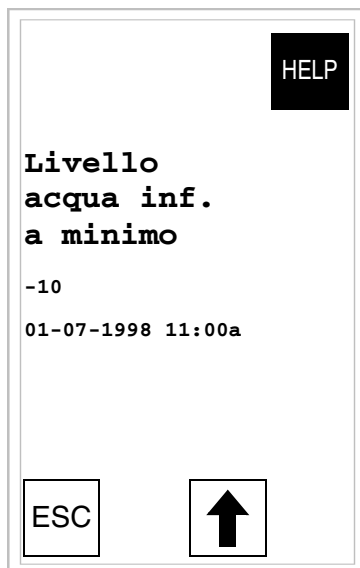 HELP
Livello
acqua inf.
a minimo
-10
01-07-1998 11:00a
ESC